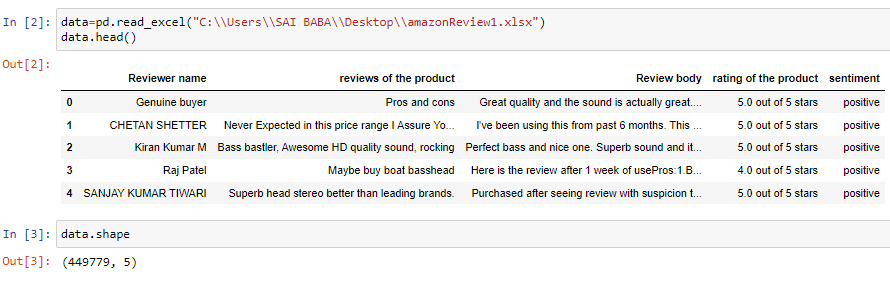 In [2]: data=pd.read_excel("C:\\Users\\SAI BABA\\Desktop\\amazonReview1.xlsx")
data.head()
Out[2]:
Reviewer name reviews of the product Review body rating of the product sentiment
0 Genuine buyer Pros and cons Great quality and the sound is actually great.... 5.0 out of 5 stars positive
1 CHETAN SHETTER Never Expected in this price range I Assure Yo... I've been using this from past 6 months. This ... 5.0 out of 5 stars positive
2 Kiran Kumar M Bass bastler, Awesome HD quality sound, rocking Perfect bass and nice one. Superb sound and it... 5.0 out of 5 stars positive
3 Raj Patel Maybe buy boat basshead Here is the review after 1 week of usePros:1.B... 4.0 out of 5 stars positive
4 SANJAY KUMAR TIWARI Superb head stereo better than leading brands. Purchased after seeing review with suspicion t... 5.0 out of 5 stars positive
In [3]: data.shape
Out[3]: (449779, 5)